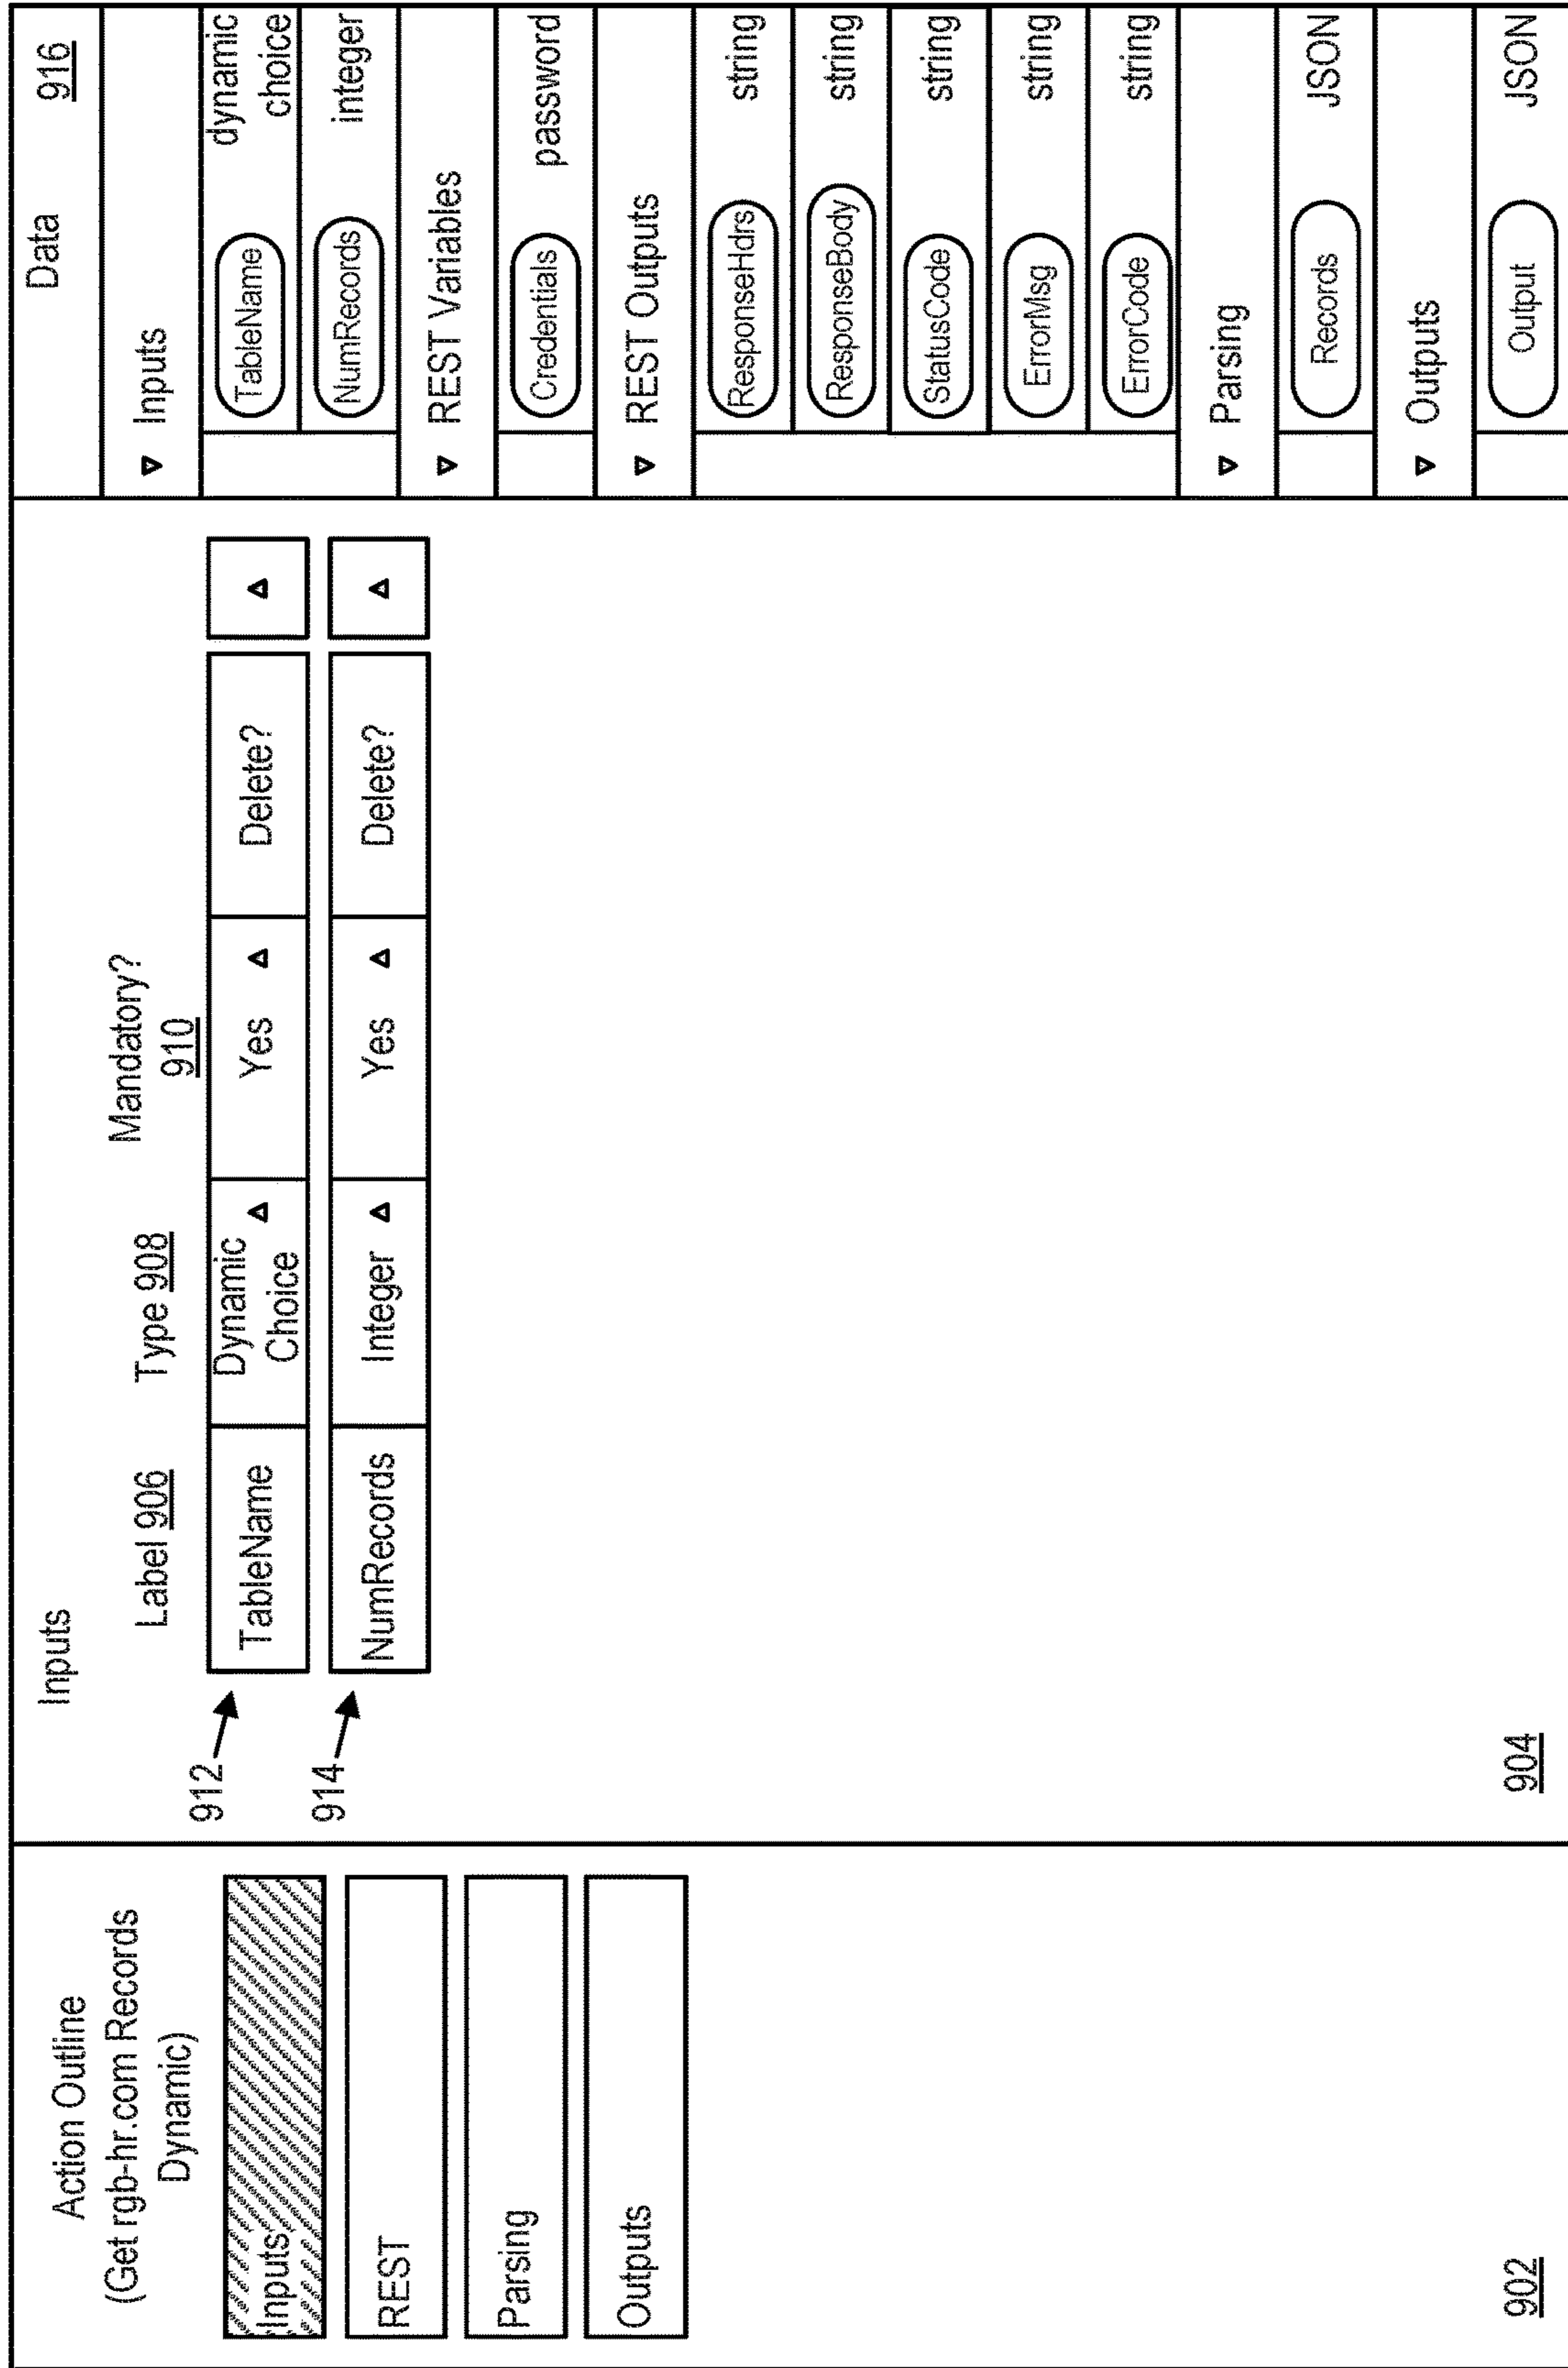 Action Outline
(Get rgb-hr.com Records
Dynamic)
Inputs
REST
Parsing
Outputs
902
Inputs
Label 906 Type 908 Mandatory?
910
912 TableName Dynamic
Choice Yes Delete?
914 NumRecords Integer Yes Delete?
904
Data 916
Inputs
TableName dynamic
choice
NumRecords integer
REST Variables
Credentials password
REST Outputs
ResponseHdrs string
ResponseBody string
StatusCode string
ErrorMsg string
ErrorCode string
Parsing
Records JSON
Outputs
Output JSON